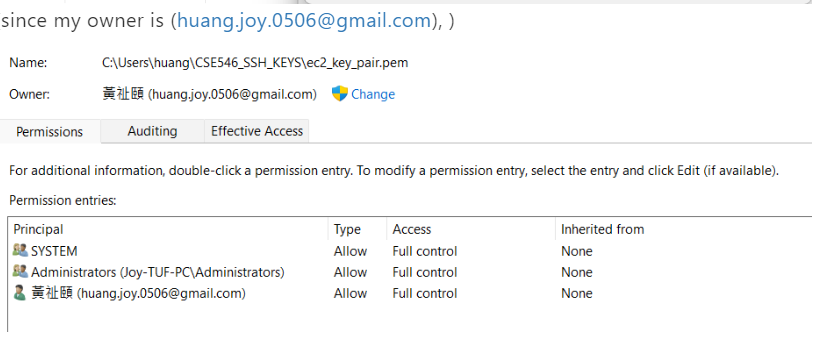 since my owner is (huang.joy.0506@gmail.com), )
Name: C:\Users\huang\CSE546_SSH_KEYS\ec2_key_pair.pem
Owner: 黃祉頤 (huang.joy.0506@gmail.com) Change
Permissions Auditing Effective Access
For additional information, double-click a permission entry. To modify a permission entry, select the entry and click Edit (if available).
Permission entries:
Principal Type Access Inherited from
SYSTEM Allow Full control None
Administrators (Joy-TUF-PC\Administrators) Allow Full control None
黃祉頤 (huang.joy.0506@gmail.com) Allow Full control None